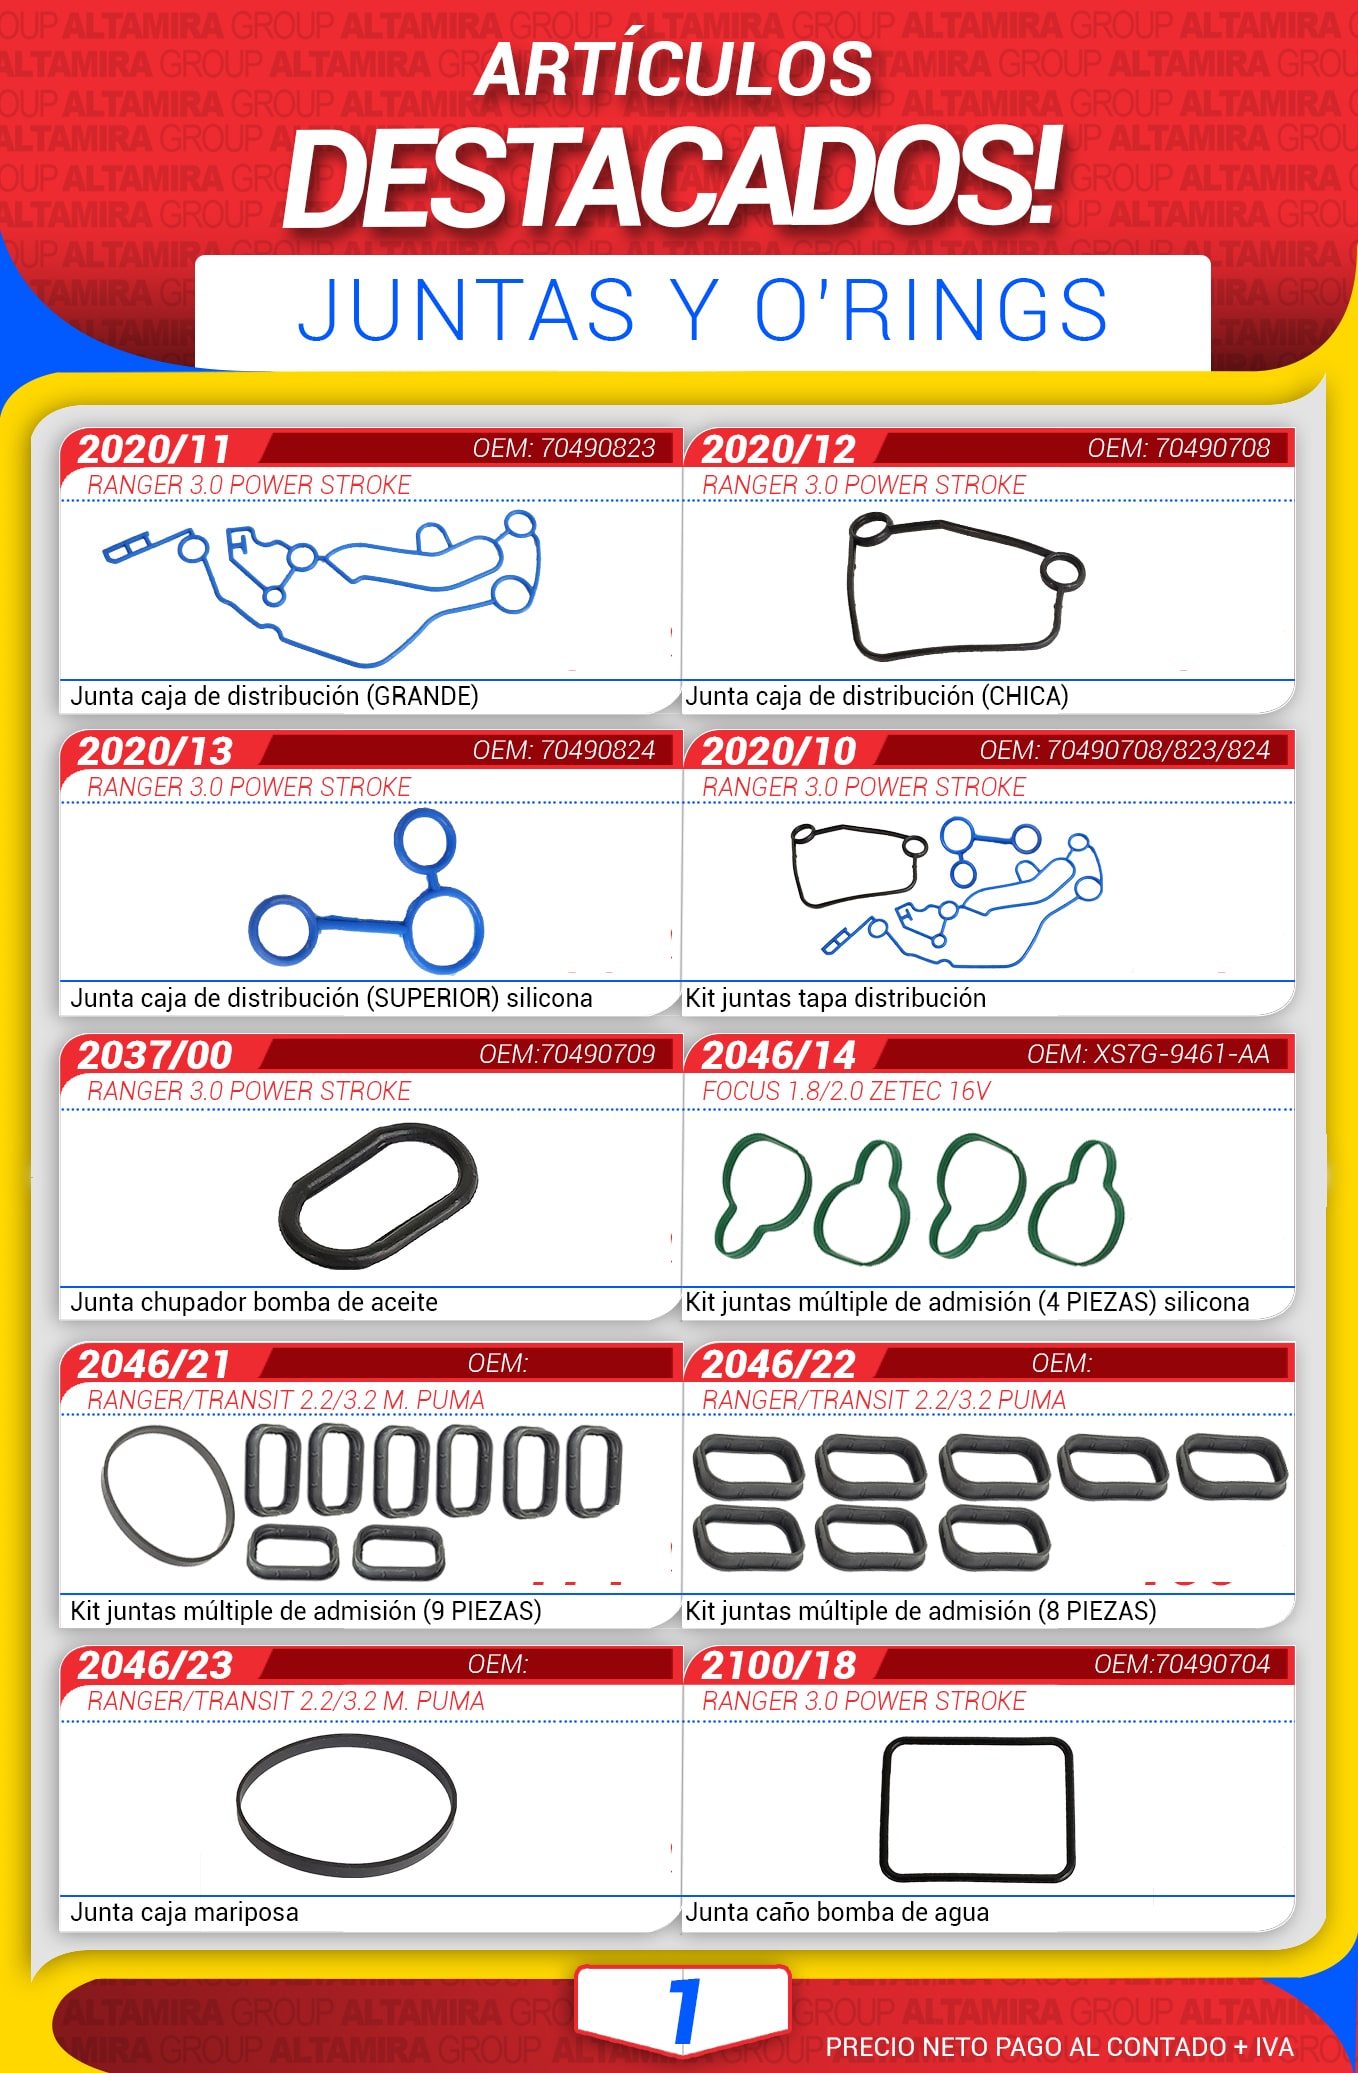 ARTÍCULOS
DESTACADOS!
JUNTAS Y O'RINGS
2020/11 OEM: 70490823
RANGER 3.0 POWER STROKE
Junta caja de distribución (GRANDE)
2020/12 OEM: 70490708
RANGER 3.0 POWER STROKE
Junta caja de distribución (CHICA)
2020/13 OEM: 70490824
RANGER 3.0 POWER STROKE
Junta caja de distribución (SUPERIOR) silicona
2020/10 OEM: 70490708/823/824
RANGER 3.0 POWER STROKE
Kit juntas tapa distribución
2037/00 OEM:70490709
RANGER 3.0 POWER STROKE
Junta chupador bomba de aceite
2046/14 OEM: XS7G-9461-AA
FOCUS 1.8/2.0 ZETEC 16V
Kit juntas múltiple de admisión (4 PIEZAS) silicona
2046/21 OEM:
RANGER/TRANSIT 2.2/3.2 M. PUMA
Kit juntas múltiple de admisión (9 PIEZAS)
2046/22 OEM:
RANGER/TRANSIT 2.2/3.2 PUMA
Kit juntas múltiple de admisión (8 PIEZAS)
2046/23 OEM:
RANGER/TRANSIT 2.2/3.2 M. PUMA
Junta caja mariposa
2100/18 OEM:70490704
RANGER 3.0 POWER STROKE
Junta caño bomba de agua
1
ALTAMIRA GROUP ALTAMIRA GROUP
PRECIO NETO PAGO AL CONTADO + IVA